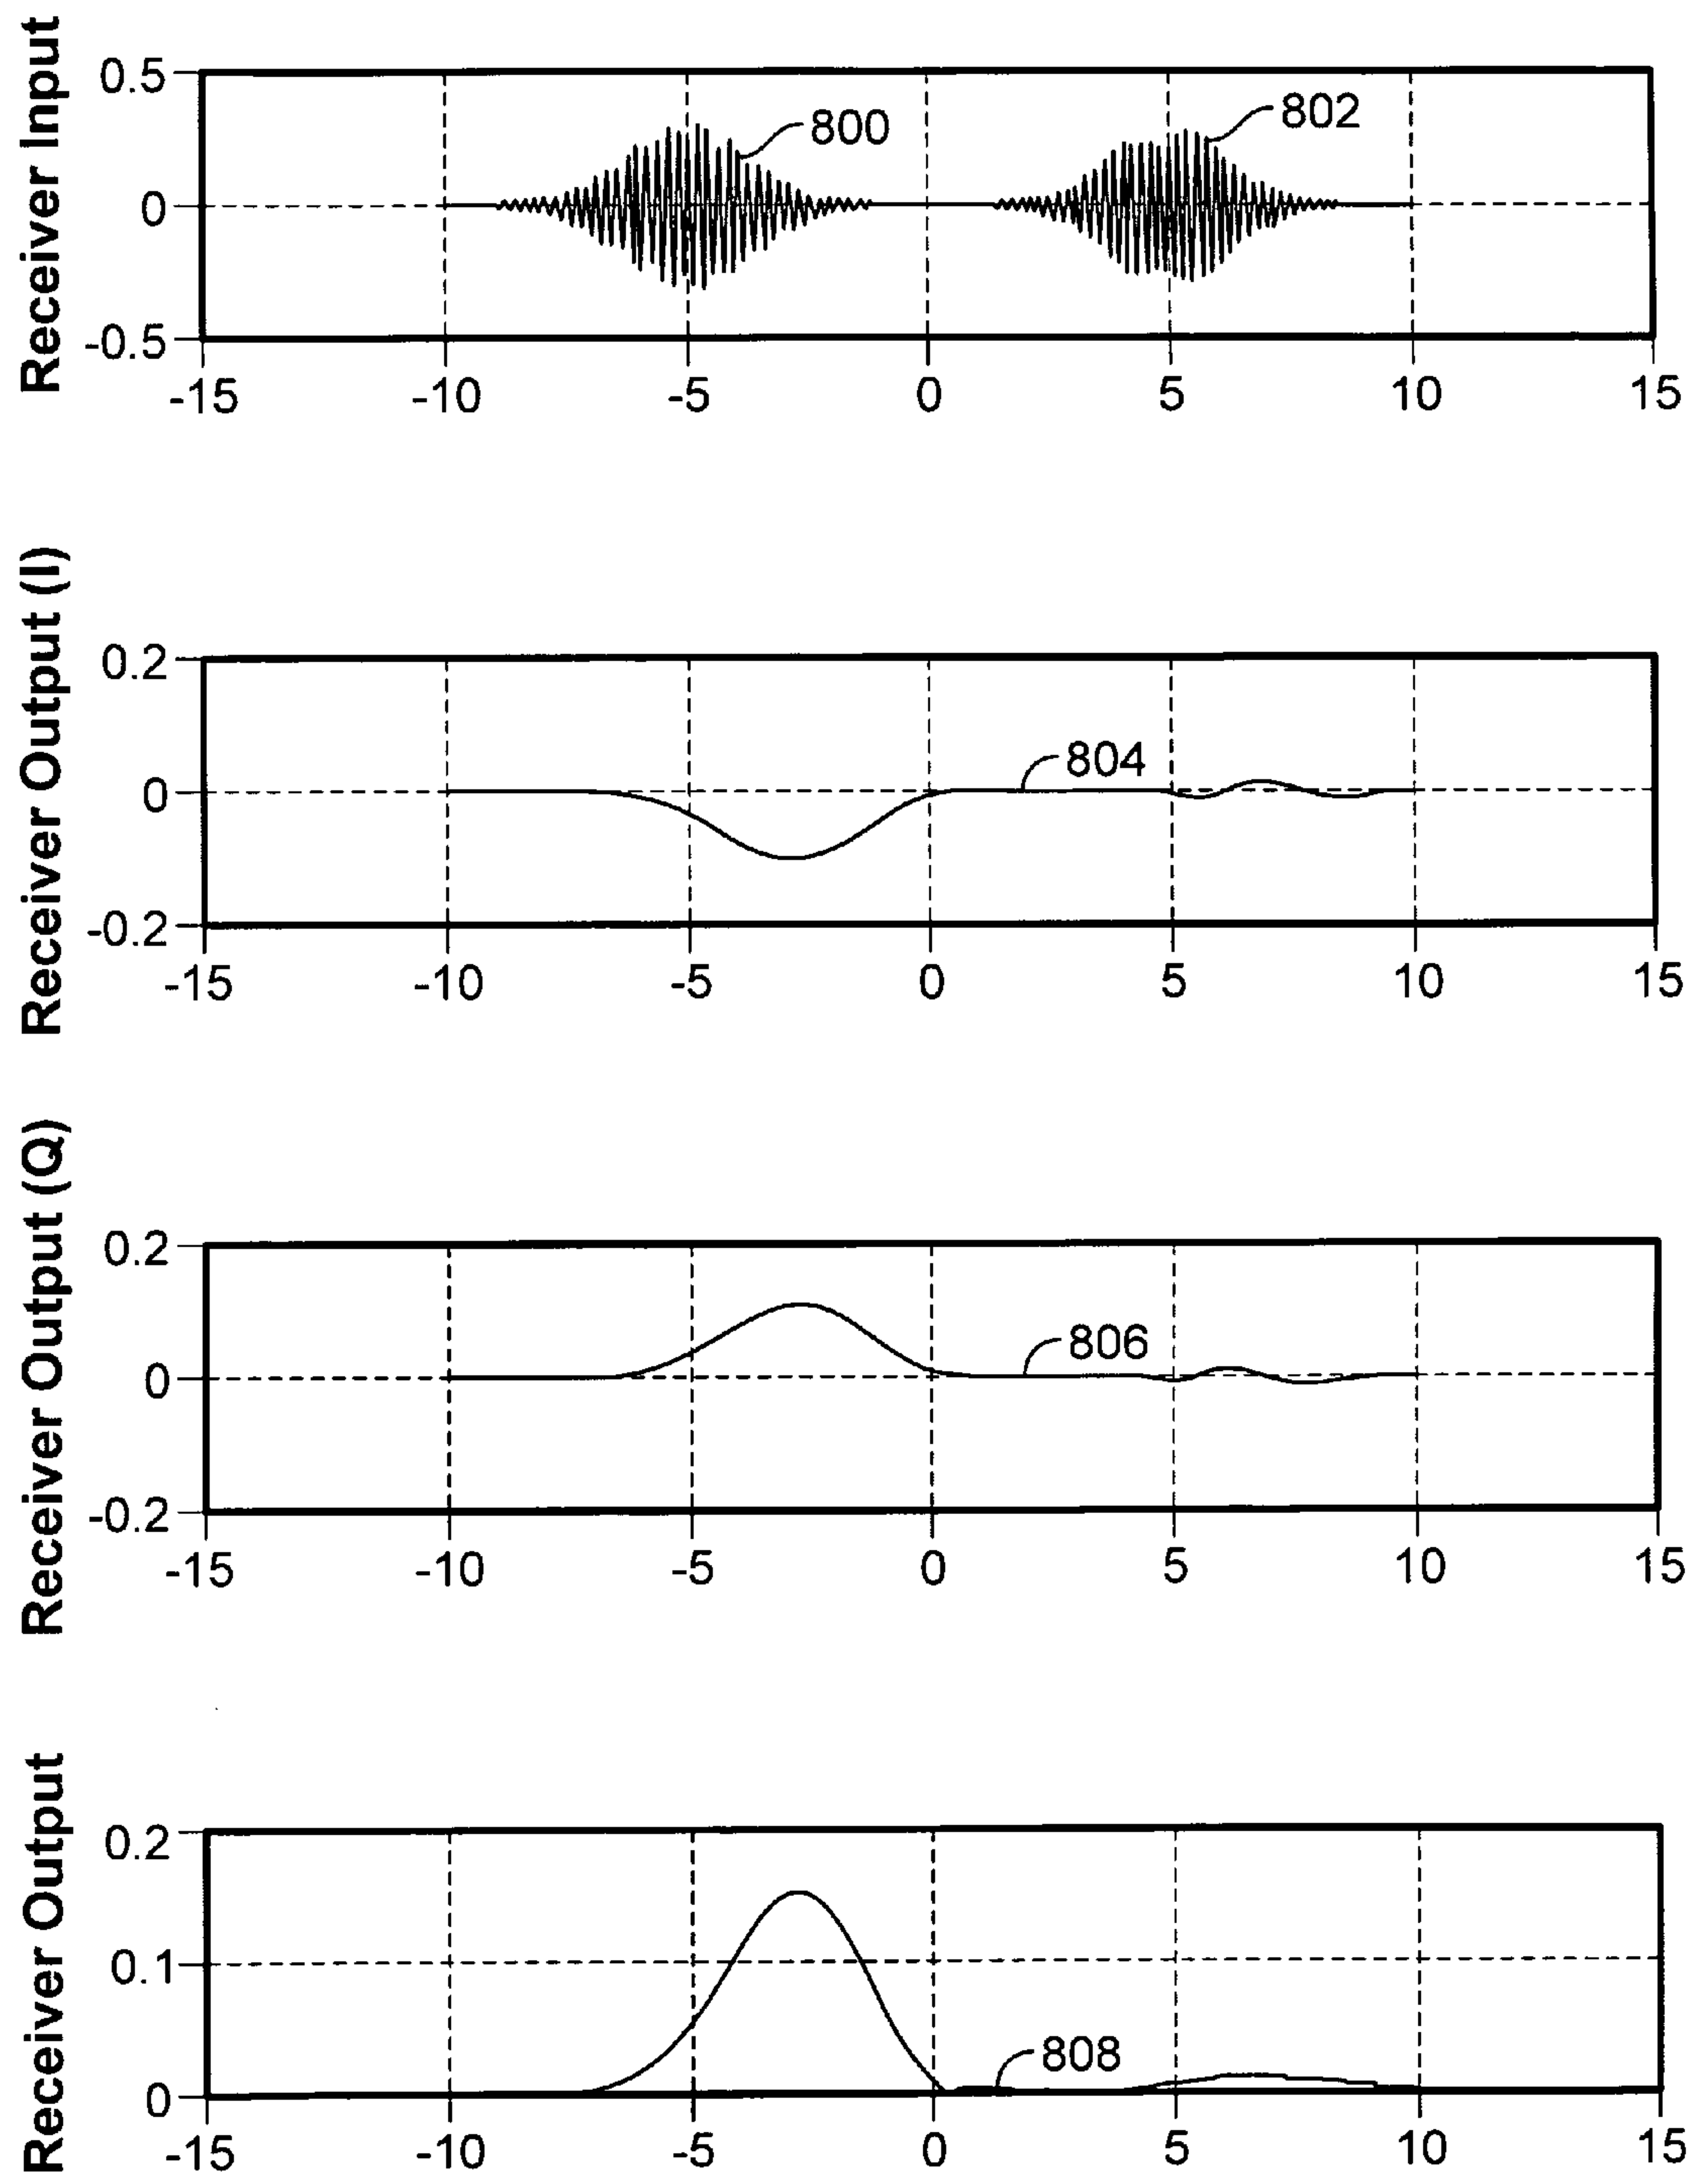 Receiver Input
0.5
0
-0.5
800
802
-15 -10 -5 0 5 10 15
Receiver Output (I)
0.2
0
-0.2
804
-15 -10 -5 0 5 10 15
Receiver Output (Q)
0.2
0
-0.2
806
-15 -10 -5 0 5 10 15
Receiver Output
0.2
0.1
0
808
-15 -10 -5 0 5 10 15